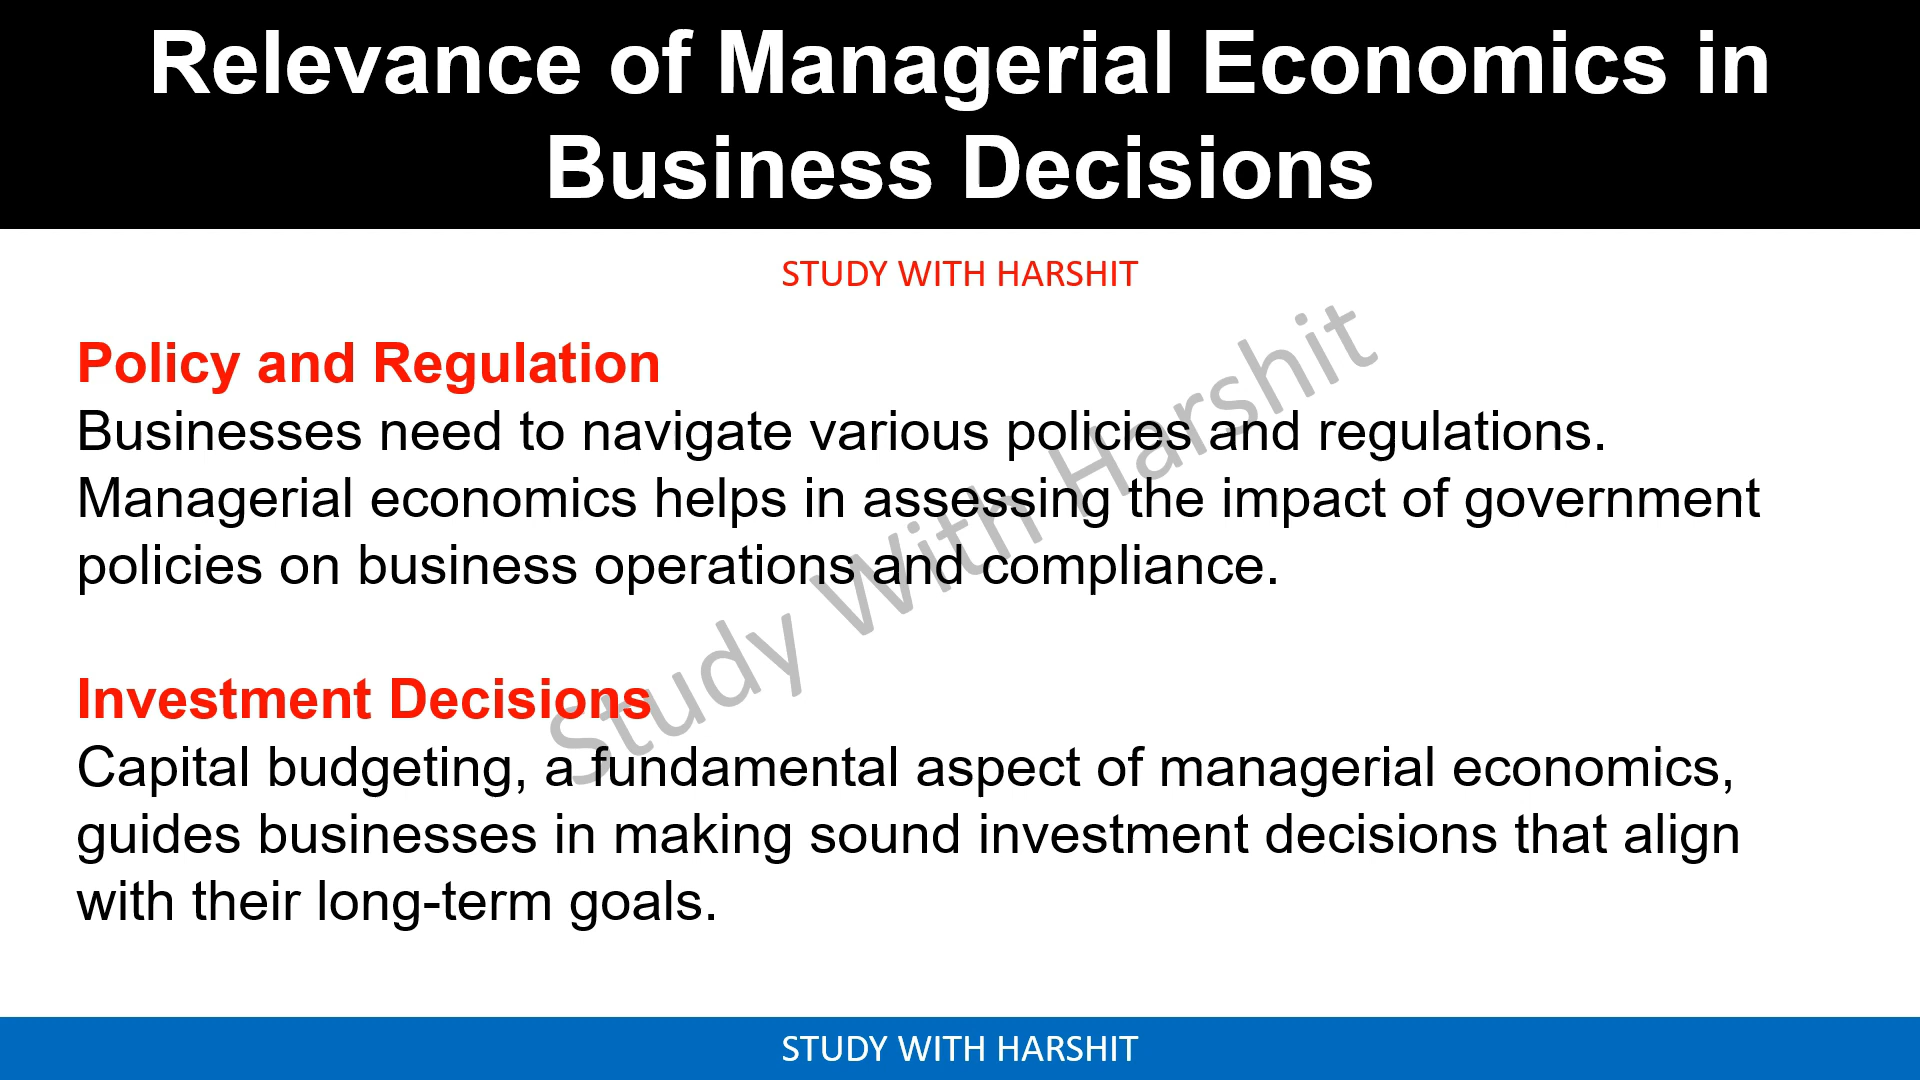 Relevance of Managerial Economics in
Business Decisions
STUDY WITH HARSHIT
Policy and Regulation
Businesses need to navigate various policies and regulations.
Managerial economics helps in assessing the impact of government
policies on business operations and compliance.
Investment Decisions
Capital budgeting, a fundamental aspect of managerial economics,
guides businesses in making sound investment decisions that align
with their long-term goals.
Study With Harshit
STUDY WITH HARSHIT